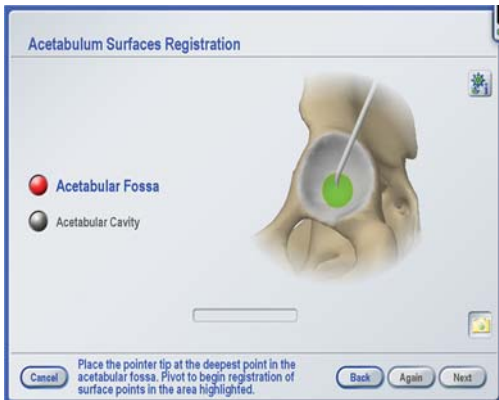 Acetabulum Surfaces Registration
Acetabular Fossa
Acetabular Cavity
Place the pointer tip at the deepest point in the
acetabular fossa. Pivot to begin registration of
surface points in the area highlighted.
Cancel
Back
Again
Next